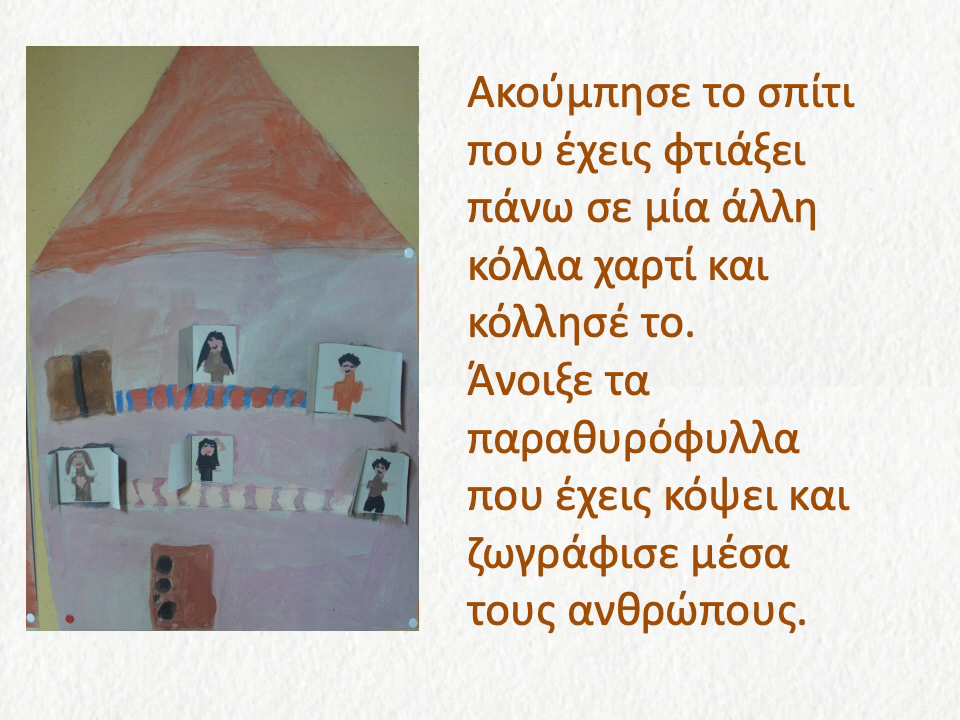 Ακούμπησε το σπίτι
που έχεις φτιάξει
πάνω σε μία άλλη
κόλλα χαρτί και
κόλλησέ το.
Άνοιξε τα
παραθυρόφυλλα
που έχεις κόψει και
ζωγράφισε μέσα
τους ανθρώπους.